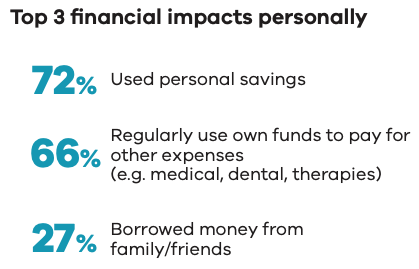 Top 3 financial impacts personally
72% Used personal savings
Regularly use own funds to pay for
66% other expenses
(e.g. medical, dental, therapies)
27% Borrowed money from
family/friends